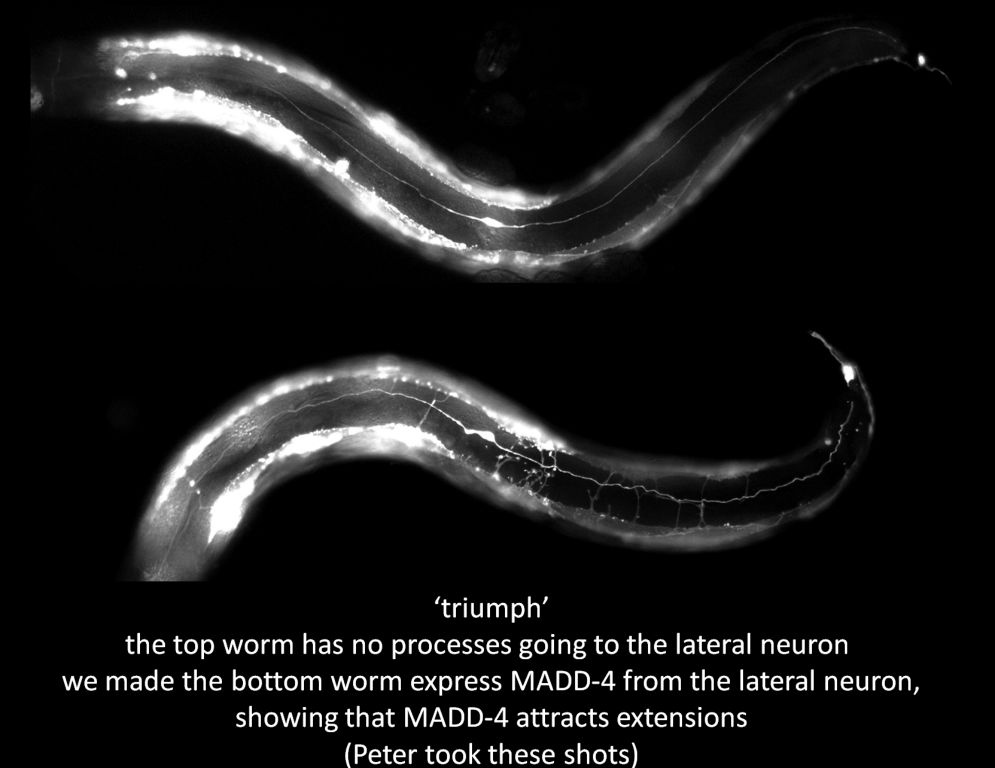 ‘triumph’
the top worm has no processes going to the lateral neuron
we made the bottom worm express MADD-4 from the lateral neuron,
showing that MADD-4 attracts extensions
(Peter took these shots)